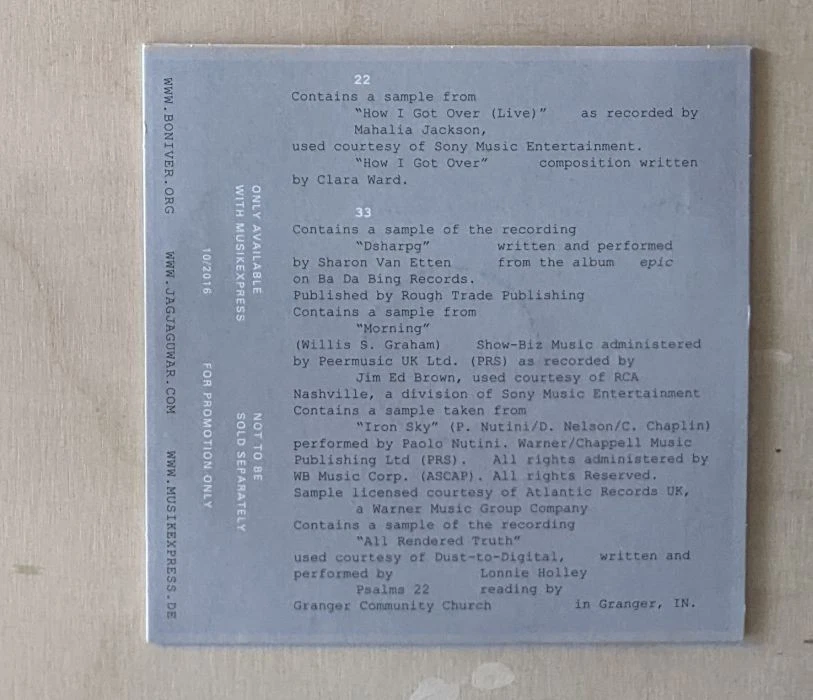 WWW.BONIVER.ORG WWW.JAGJAGUWAR.COM WWW.MUSIKEXPRESS.DE
10/2016 FOR PROMOTION ONLY
ONLY AVAILABLE
WITH MUSIKEXPRESS
NOT TO BE
SOLD SEPARATELY
22
Contains a sample from
"How I Got Over (Live)" as recorded by
Mahalia Jackson,
used courtesy of Sony Music Entertainment.
"How I Got Over" composition written
by Clara Ward.
33
Contains a sample of the recording
"Dsharpg" written and performed
by Sharon Van Etten from the album epic
on Ba Da Bing Records.
Published by Rough Trade Publishing
Contains a sample from
"Morning"
(Willis S. Graham) Show-Biz Music administered
by Peermusic UK Ltd. (PRS) as recorded by
Jim Ed Brown, used courtesy of RCA
Nashville, a division of Sony Music Entertainment
Contains a sample taken from
"Iron Sky" (P. Nutini/D. Nelson/C. Chaplin)
performed by Paolo Nutini. Warner/Chappell Music
Publishing Ltd (PRS). All rights administered by
WB Music Corp. (ASCAP). All rights Reserved.
Sample licensed courtesy of Atlantic Records UK,
a Warner Music Group Company
Contains a sample of the recording
"All Rendered Truth"
used courtesy of Dust-to-Digital, written and
performed by Lonnie Holley
Psalms 22 reading by
Granger Community Church in Granger, IN.